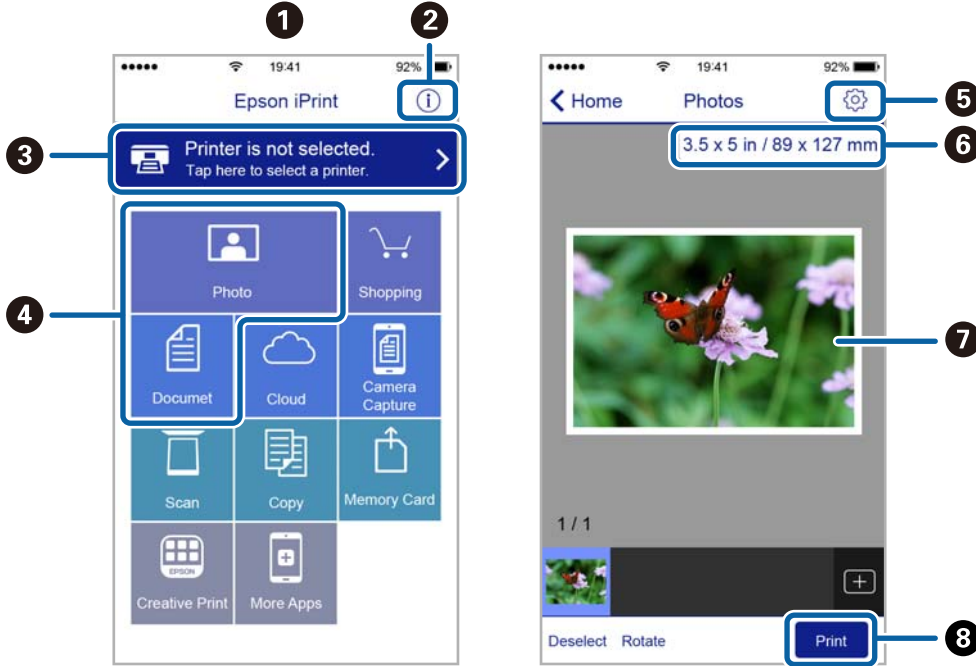 1
2
19:41
92%
Epson iPrint
3
Printer is not selected.
Tap here to select a printer.
4
Photo
Shopping
Documet
Cloud
Camera
Capture
Scan
Copy
Memory Card
EPSON
Creative Print
More Apps
19:41
92%
Home
Photos
5
3.5 x 5 in / 89 x 127 mm
6
7
1 / 1
Deselect
Rotate
Print
8